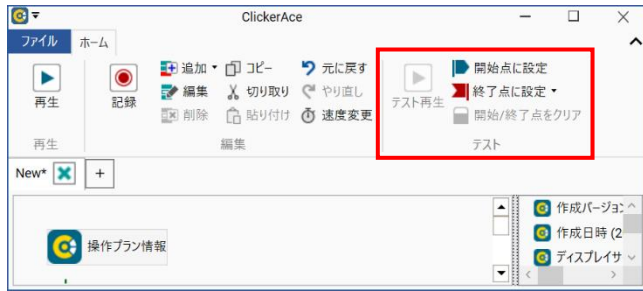 ClickerAce
ファイル ホーム
再生
記録
追加 コピー 元に戻す
編集 切り取り やり直し
削除 貼り付け 速度変更
テスト再生
開始点に設定
終了点に設定
開始/終了点をクリア
再生 編集 テスト
New* +
操作プラン情報
作成バージョ
作成日時 (2
ディスプレイサ